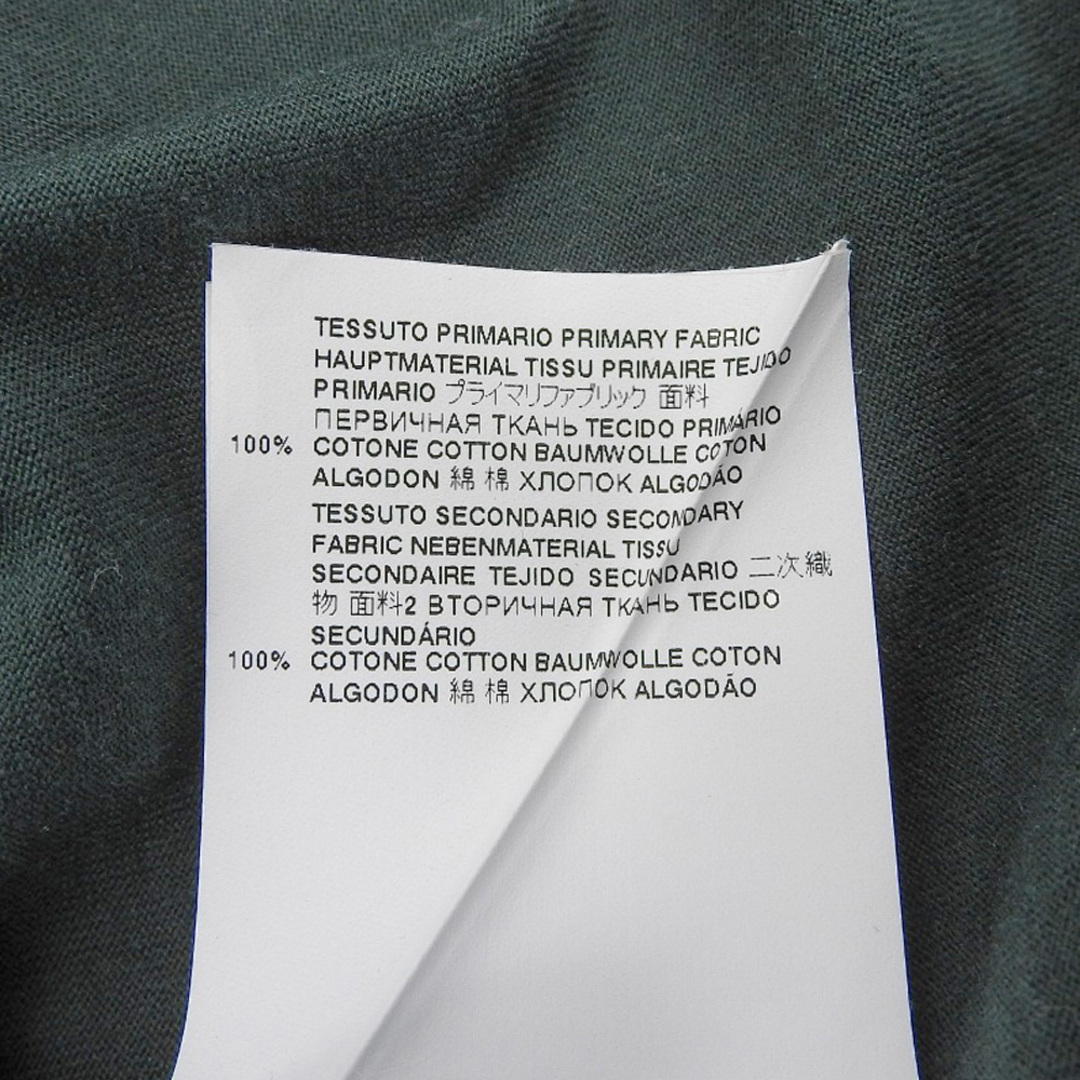 TESSUTO PRIMARIO PRIMARY FABRIC
HAUPTMATERIAL TISSU PRIMAIRE TEJIDO
PRIMARIO プライマリファブリック 面料
ПЕРВИЧНАЯ ТКАНЬ TECIDO PRIMÁRIO
100% COTONE COTTON BAUMWOLLE COTON
ALGODON 綿 棉 ХЛОПОК ALGODÃO
TESSUTO SECONDARIO SECONDARY
FABRIC NEBENMATERIAL TISSU
SECONDAIRE TEJIDO SECUNDARIO 二次織
物 面料2 ВТОРИЧНАЯ ТКАНЬ TECIDO
SECUNDÁRIO
100% COTONE COTTON BAUMWOLLE COTON
ALGODON 綿 棉 ХЛОПОК ALGODÃO